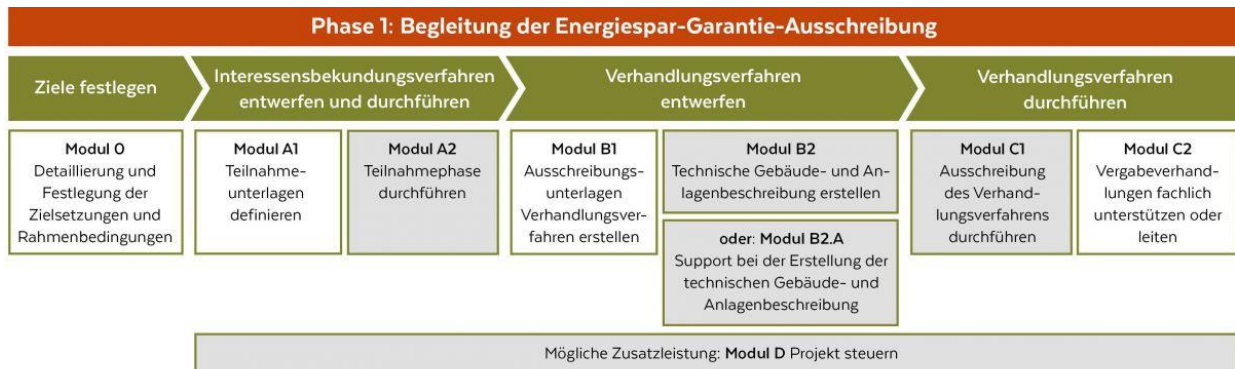 Phase 1: Begleitung der Energiespar-Garantie-Ausschreibung
Ziele festlegen
Interessensbekundungsverfahren
entwerfen und durchführen
Verhandlungsverfahren
entwerfen
Verhandlungsverfahren
durchführen
Modul 0
Detaillierung und
Festlegung der
Zielsetzungen und
Rahmenbedingungen
Modul A1
Teilnahme-
unterlagen
definieren
Modul A2
Teilnahmephase
durchführen
Modul B1
Ausschreibungs-
unterlagen
Verhandlungsver-
fahren erstellen
Modul B2
Technische Gebäude- und An-
lagenbeschreibung erstellen
oder: Modul B2.A
Support bei der Erstellung der
technischen Gebäude- und
Anlagenbeschreibung
Modul C1
Ausschreibung
des Verhand-
lungsverfahrens
durchführen
Modul C2
Vergabeverhand-
lungen fachlich
unterstützen oder
leiten
Mögliche Zusatzleistung: Modul D Projekt steuern